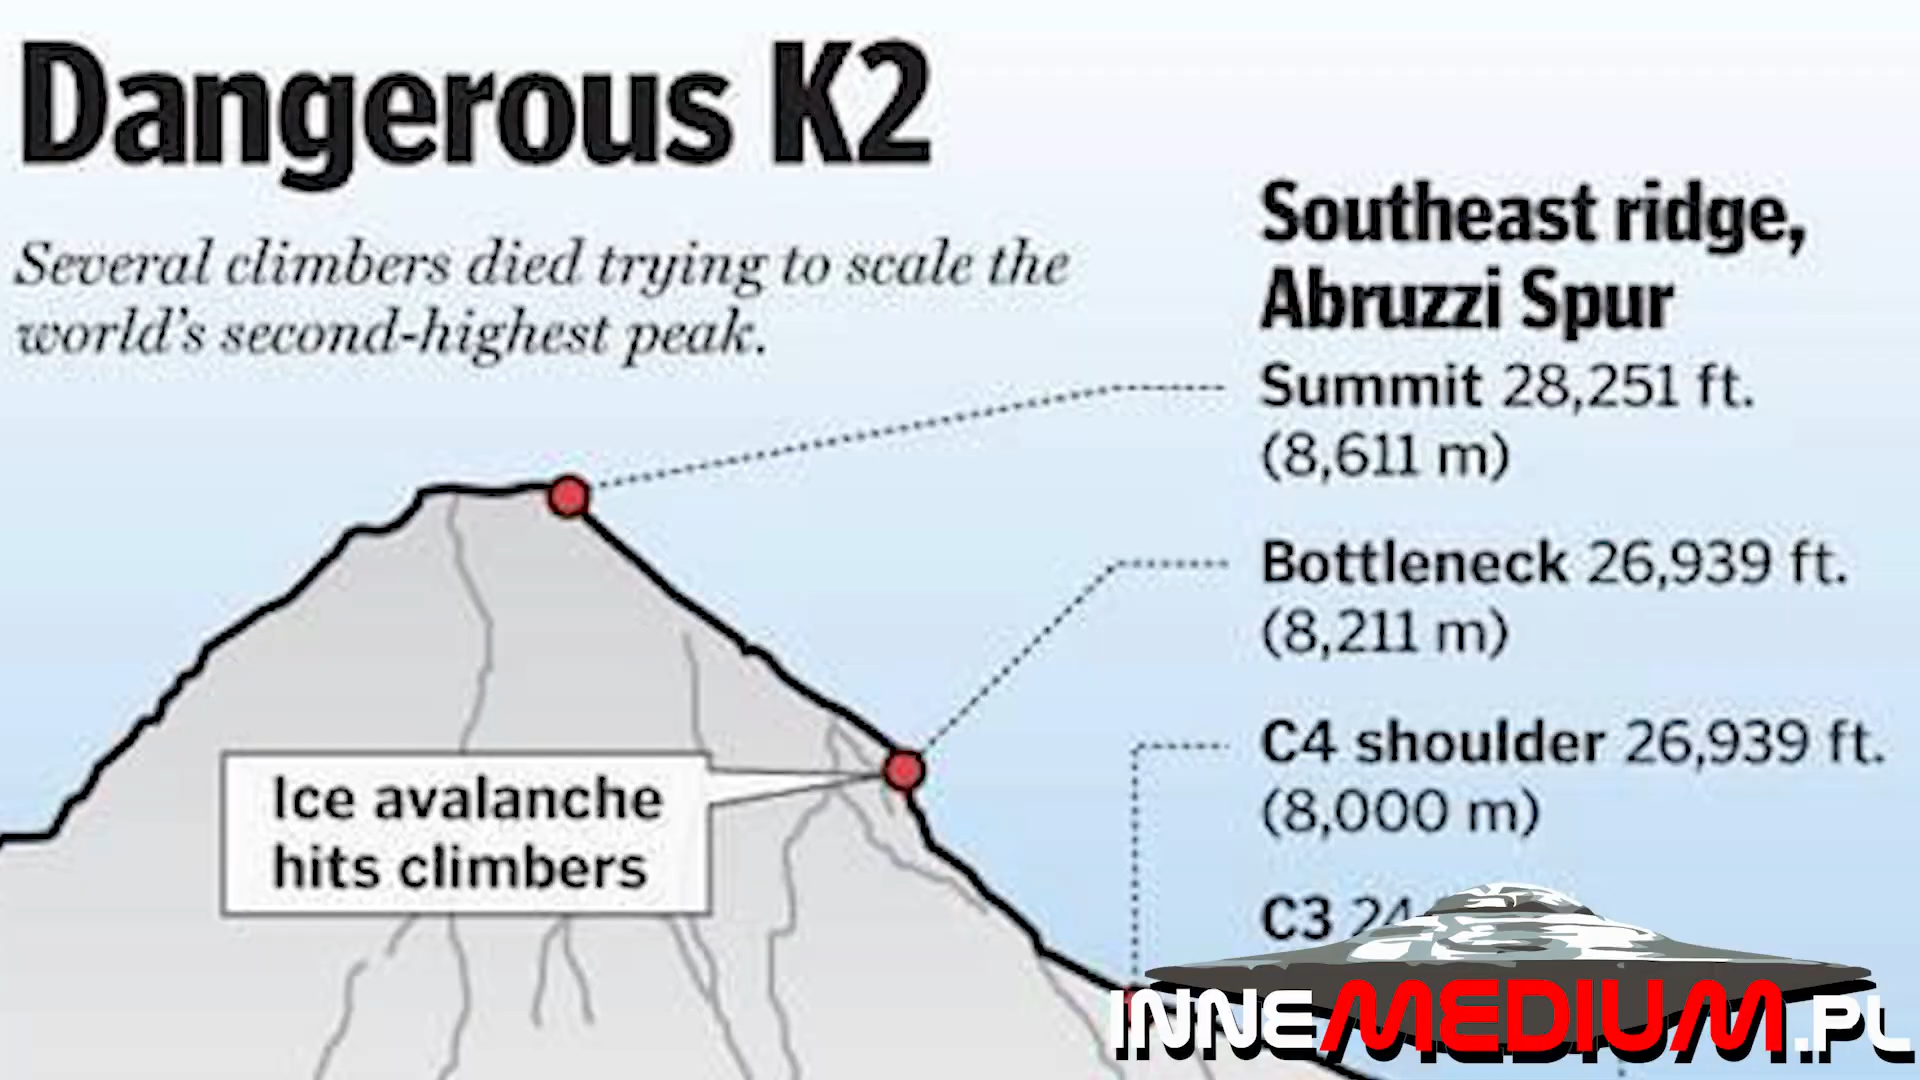 Dangerous K2
Several climbers died trying to scale the
world's second-highest peak.
Southeast ridge,
Abruzzi Spur
Summit 28,251 ft.
(8,611 m)
Bottleneck 26,939 ft.
(8,211 m)
C4 shoulder 26,939 ft.
(8,000 m)
Ice avalanche
hits climbers
C3
INNEMEDIUM.PL